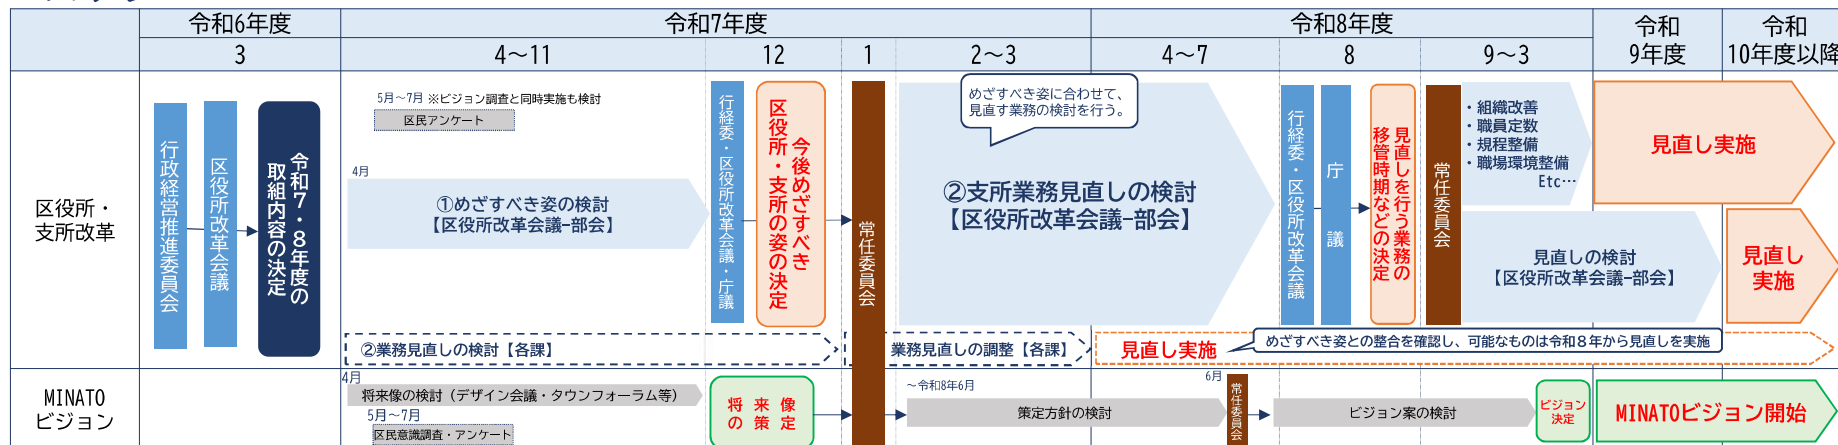 令和6年度
令和7年度
令和8年度
令和
9年度
令和
10年度以降
3
4～11
12
1
2～3
4～7
8
9～3
区役所・
支所改革
行政経営推進委員会
区役所改革会議
令和７・８年度の
取組内容の決定
5月～7月 ※ビジョン調査と同時実施も検討
区民アンケート
4月
①めざすべき姿の検討
【区役所改革会議-部会】
行経委・区役所改革会議・庁議
今後めざすべき
区役所・支所の姿の決定
常任委員会
めざすべき姿に合わせて、
見直す業務の検討を行う。
②支所業務見直しの検討
【区役所改革会議-部会】
行経委・区役所改革会議
庁議
見直しを行う業務の
移管時期などの決定
常任委員会
・組織改善
・職員定数
・規程整備
・職場環境整備
Etc…
見直しの検討
【区役所改革会議-部会】
見直し実施
見直し
実施
②業務見直しの検討【各課】
業務見直しの調整【各課】
見直し実施
めざすべき姿との整合を確認し、可能なものは令和８年から見直しを実施
MINATO
ビジョン
4月
将来像の検討（デザイン会議・タウンフォーラム等）
5月～7月
区民意識調査・アンケート
将来像
の策定
～令和8年6月
策定方針の検討
6月
常任委員会
ビジョン案の検討
ビジョン
決定
MINATOビジョン開始